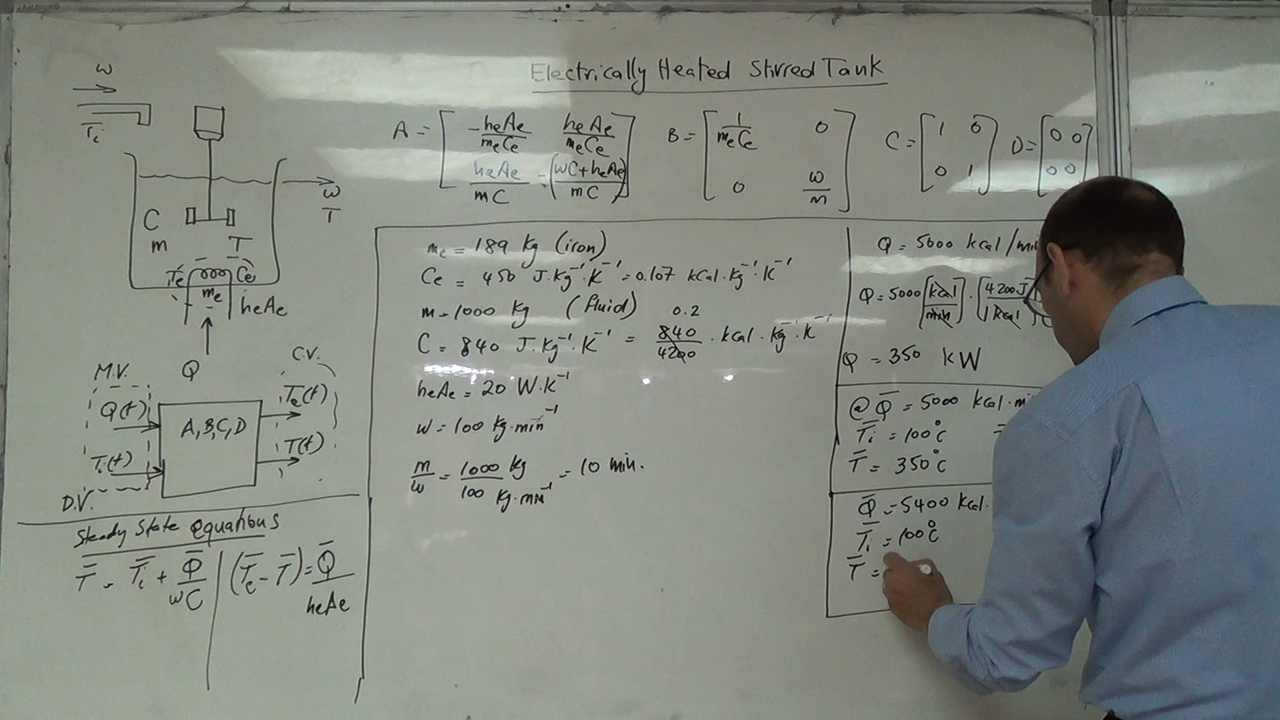 Electrically Heated Stirred Tank
w
Ti
w
T
C
m
T
Te
Ce
me
heAe
Q
M.V.
C.V.
Q(t)
Te(t)
A,B,C,D
Ti(t)
T(t)
D.V.
A = [ -heAe/meCe heAe/meCe
heAe/mC -(wC+heAe)/mC ]
B = [ 1/meCe 0
0 w/m ]
C = [ 1 0
0 1 ]
D = [ 0 0
0 0 ]
me = 189 kg (iron)
Ce = 450 J·kg⁻¹·K⁻¹ = 0.107 kcal·kg⁻¹·K⁻¹
m = 1000 kg (fluid)
0.2
C = 840 J·kg⁻¹·K⁻¹ = 840/4200 · kcal·kg⁻¹·K⁻¹
heAe = 20 W·K⁻¹
w = 100 kg·min⁻¹
m/w = 1000 kg / 100 kg·min⁻¹ = 10 min.
Q = 5000 kcal/min
Q = 5000 [kcal/min] · [4200J/1kcal]
Q = 350 kW
@ Q̄ = 5000 kcal·mi
T̄i = 100°C
T̄ = 350°C
Q̄ = 5400 kcal.
T̄i = 100°C
T̄ =
Steady State Equations
T̄ = T̄i + Q̄/wC | (T̄e - T̄) = Q̄/heAe